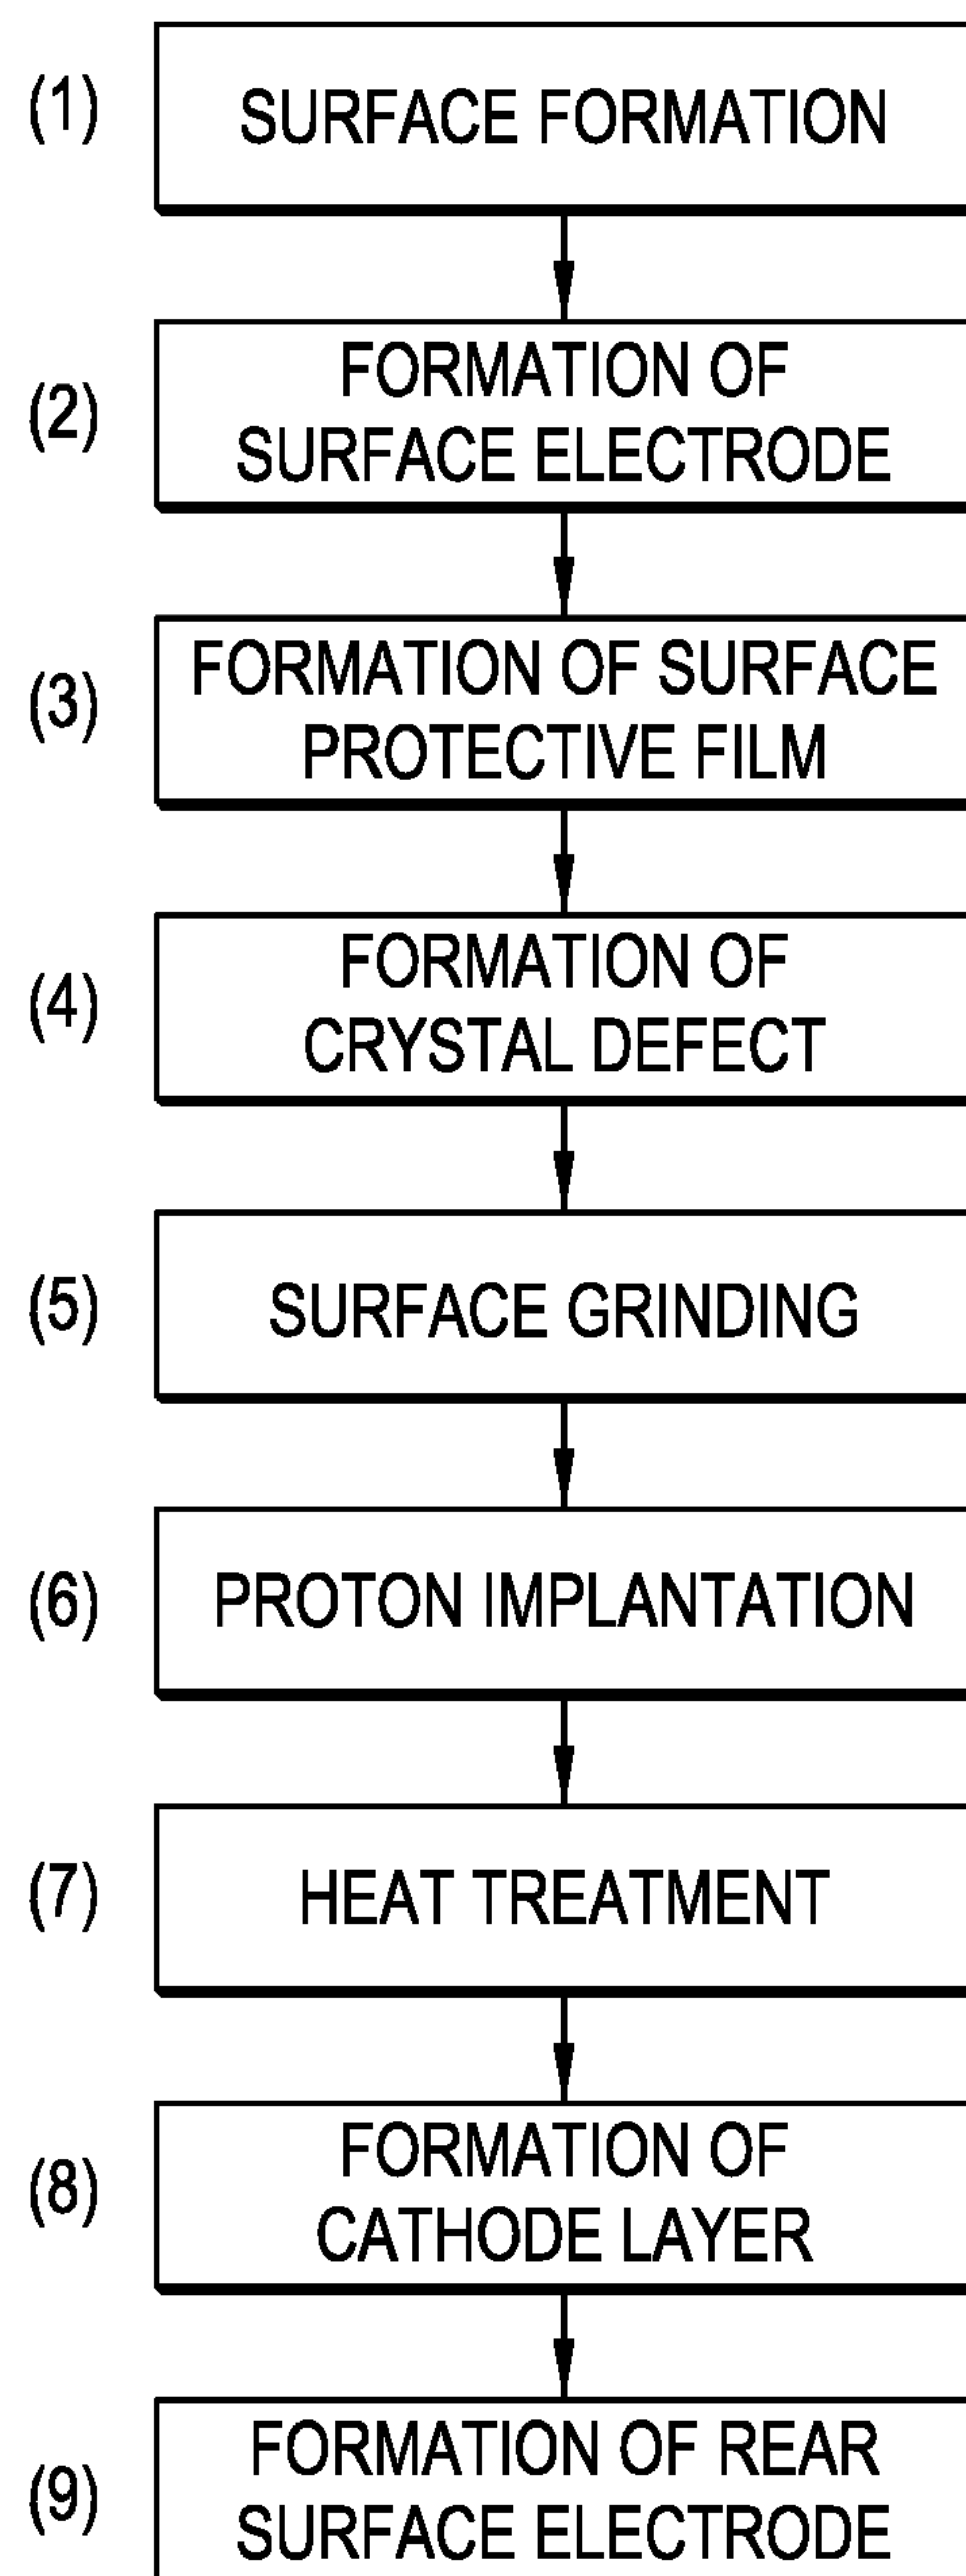 (1) SURFACE FORMATION
(2) FORMATION OF
SURFACE ELECTRODE
(3) FORMATION OF SURFACE
PROTECTIVE FILM
(4) FORMATION OF
CRYSTAL DEFECT
(5) SURFACE GRINDING
(6) PROTON IMPLANTATION
(7) HEAT TREATMENT
(8) FORMATION OF
CATHODE LAYER
(9) FORMATION OF REAR
SURFACE ELECTRODE